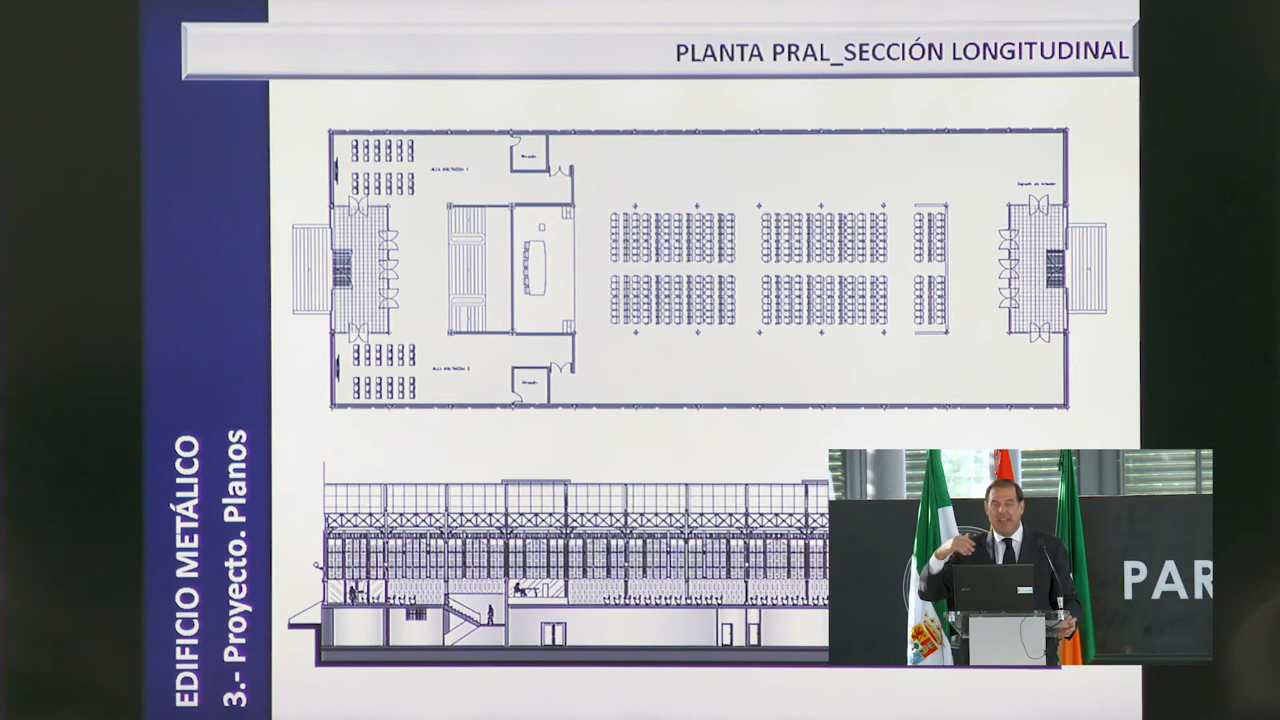 PLANTA PRAL_SECCIÓN LONGITUDINAL
EDIFICIO METÁLICO
3.- Proyecto. Planos
PAR